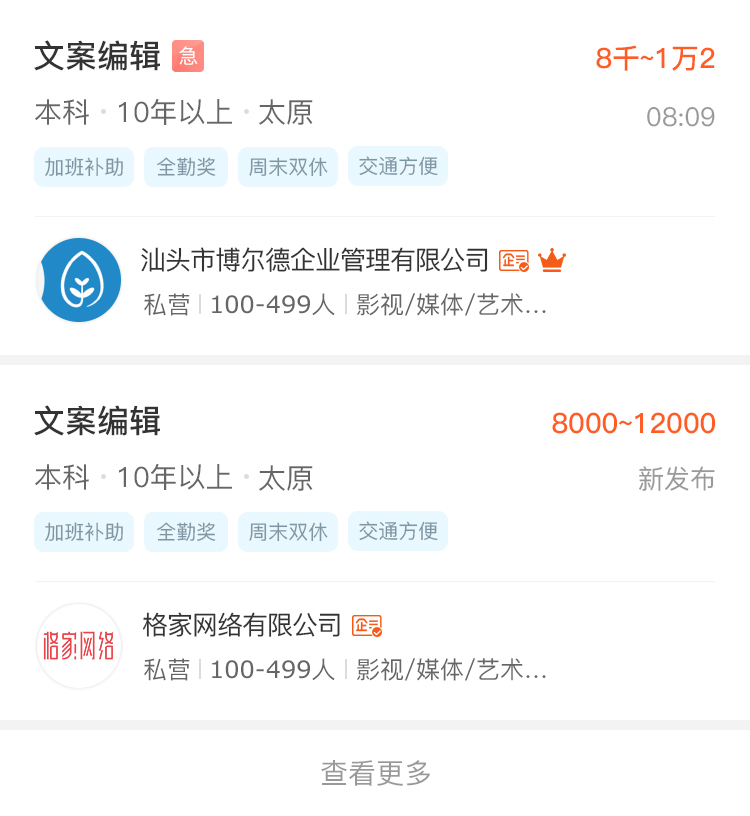 文案编辑 急 8千~1万2
本科·10年以上·太原 08:09
加班补助 全勤奖 周末双休 交通方便
汕头市博尔德企业管理有限公司 企
私营 100-499人 影视/媒体/艺术...
文案编辑 8000~12000
本科·10年以上·太原 新发布
加班补助 全勤奖 周末双休 交通方便
格家网络有限公司 企
格家网络
私营 100-499人 影视/媒体/艺术...
查看更多